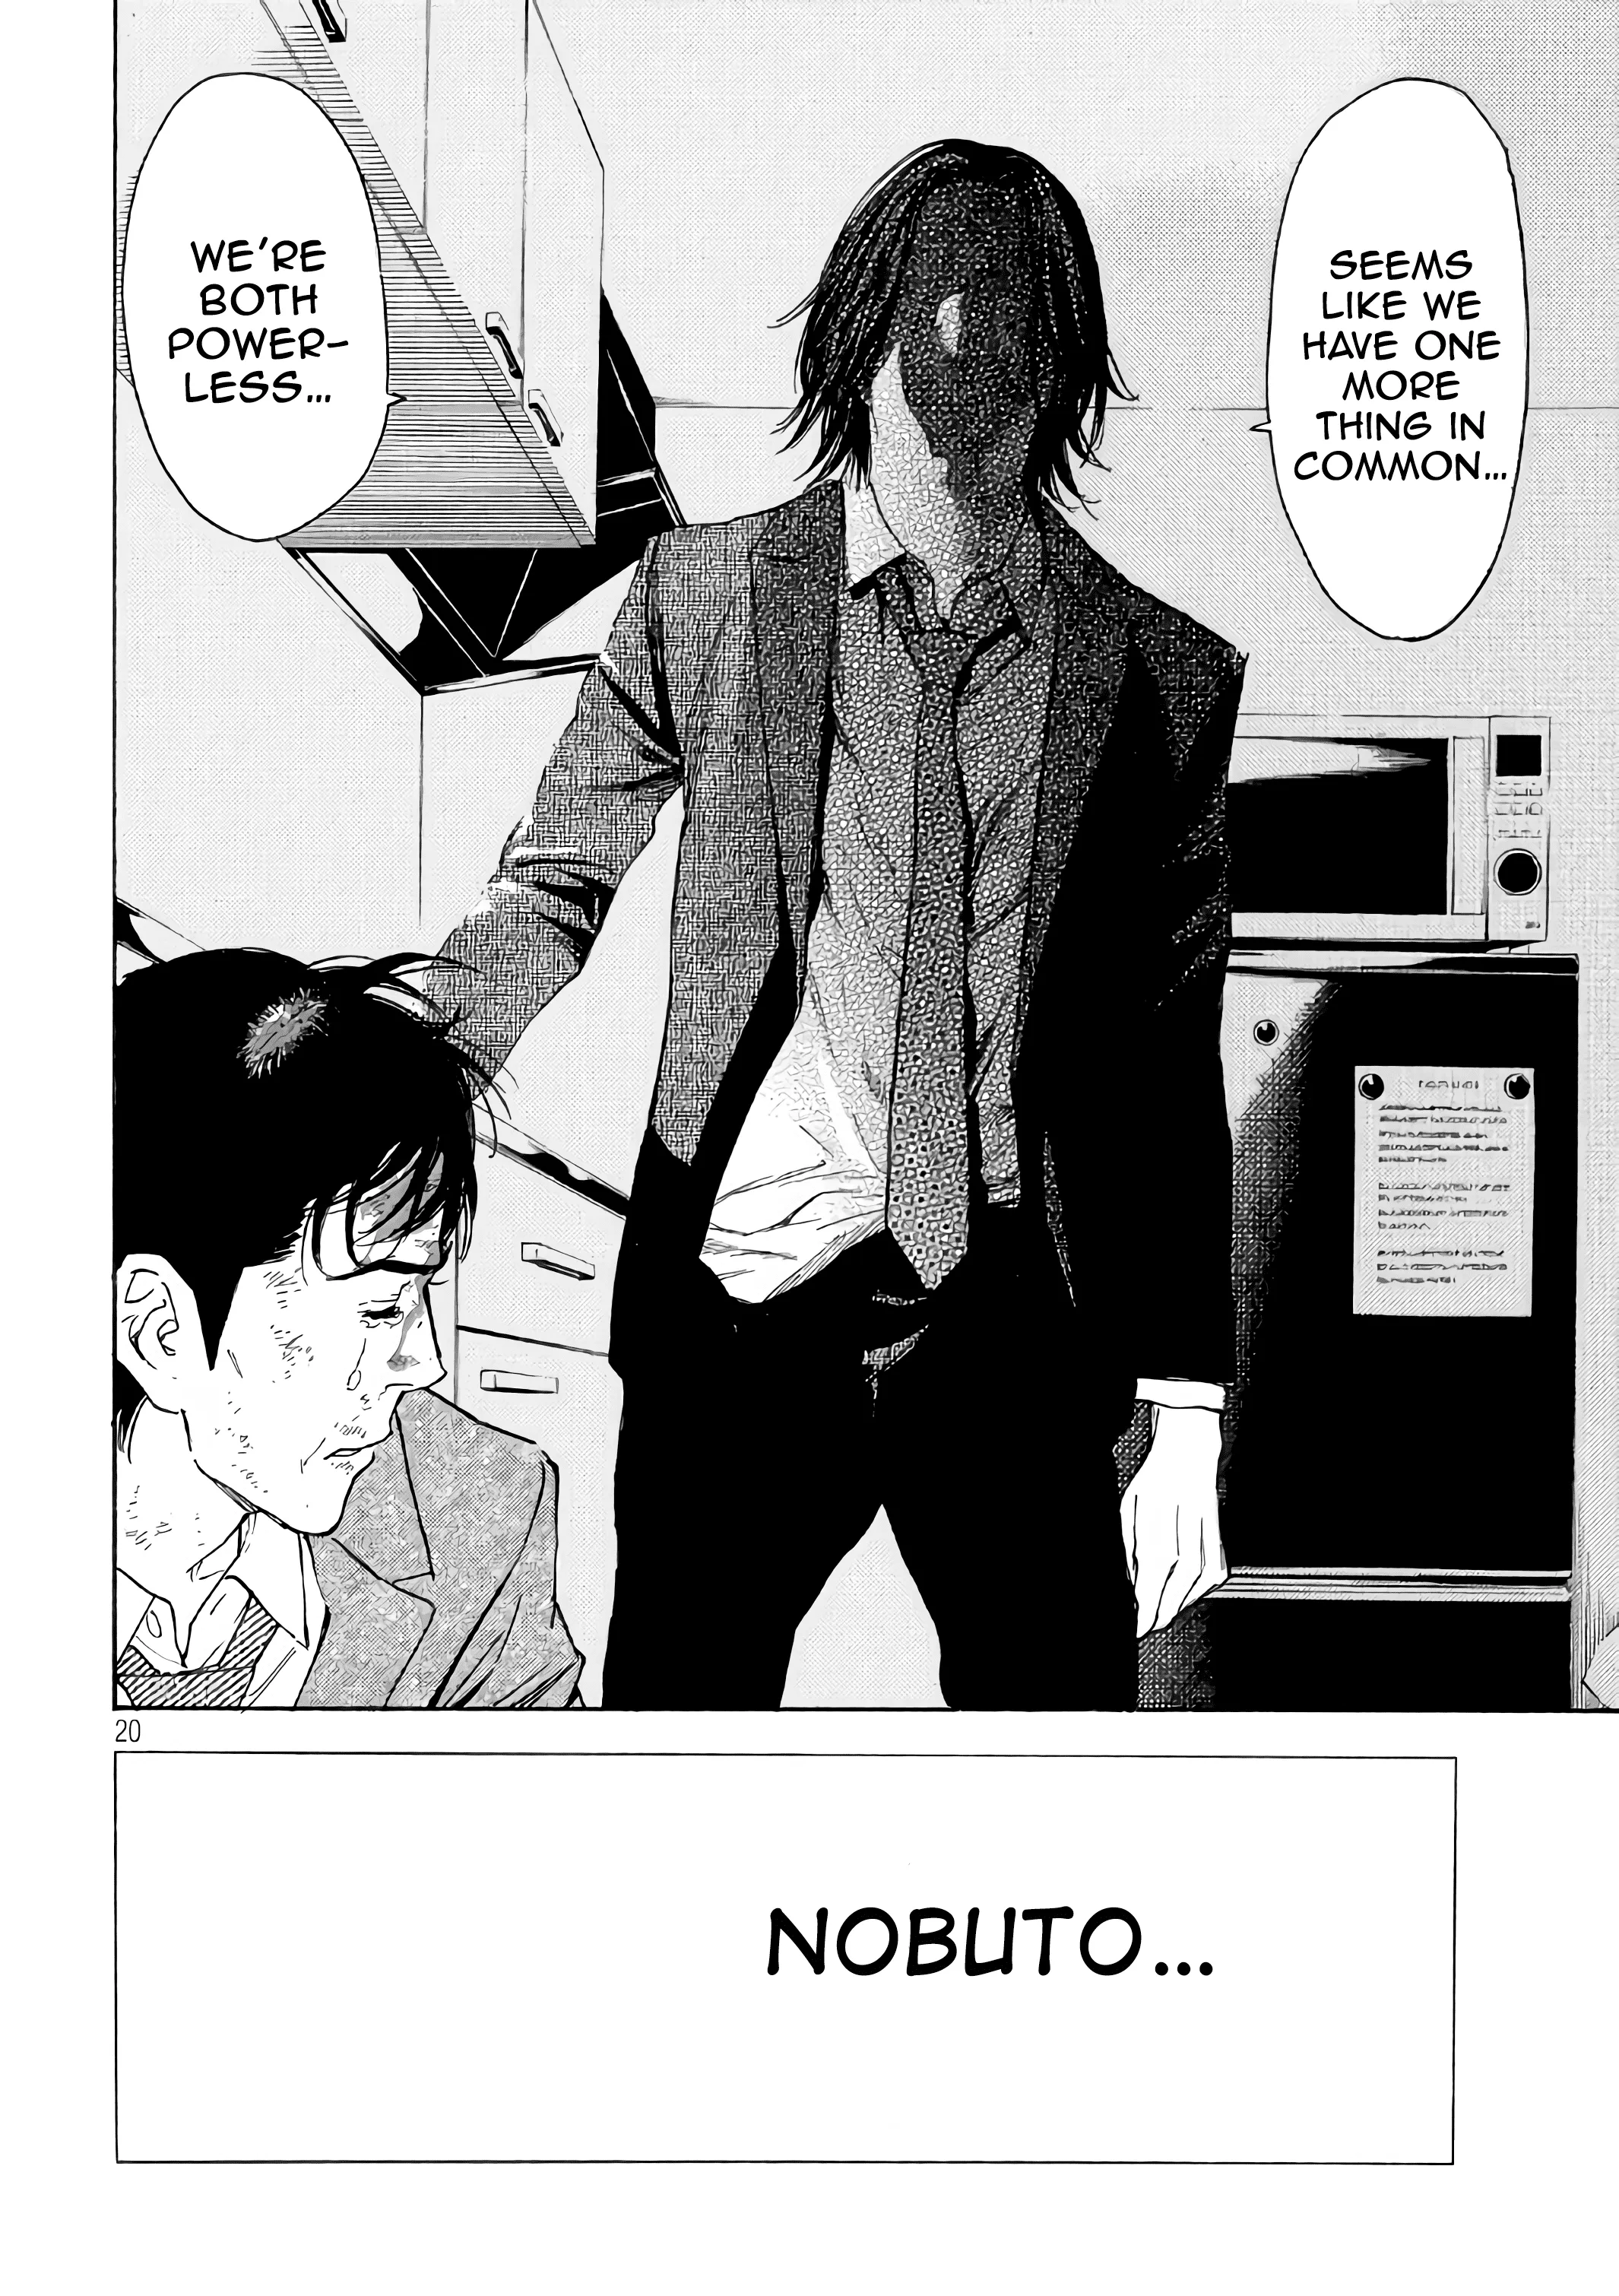 SEEMS
LIKE WE
HAVE ONE
MORE
THING IN
COMMON...
WE'RE
BOTH
POWER-
LESS...
20
NOBUTO...